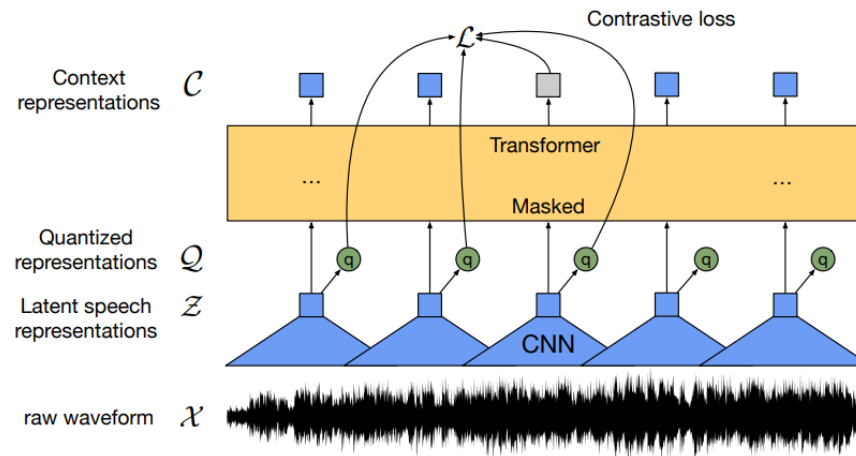 Contrastive loss
ℒ
Context
representations
𝒞
Transformer
...
...
Masked
Quantized
representations
𝒬
q
q
q
q
q
Latent speech
representations
𝒵
CNN
raw waveform
𝒳